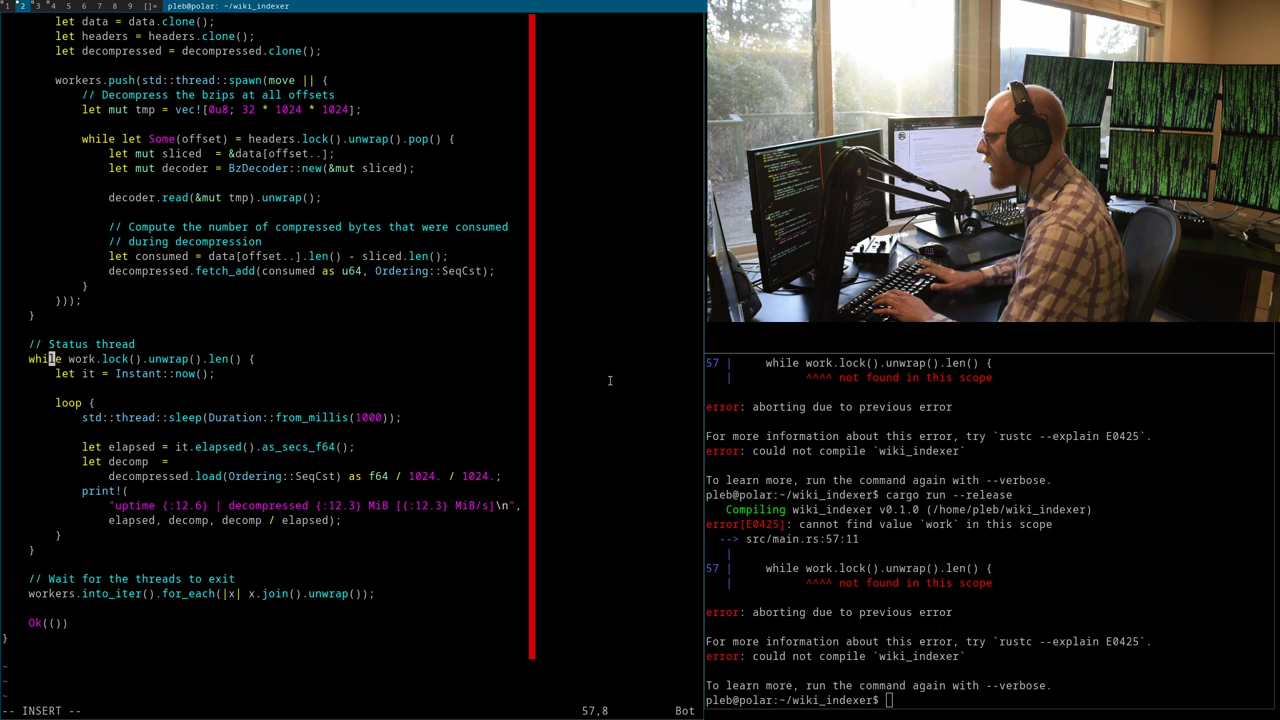 1 2 3 4 5 6 7 8 9 []= pleb@polar: ~/wiki_indexer
let data = data.clone();
let headers = headers.clone();
let decompressed = decompressed.clone();
workers.push(std::thread::spawn(move || {
// Decompress the bzips at all offsets
let mut tmp = vec![0u8; 32 * 1024 * 1024];
while let Some(offset) = headers.lock().unwrap().pop() {
let mut sliced  = &data[offset..];
let mut decoder = BzDecoder::new(&mut sliced);
decoder.read(&mut tmp).unwrap();
// Compute the number of compressed bytes that were consumed
// during decompression
let consumed = data[offset..].len() - sliced.len();
decompressed.fetch_add(consumed as u64, Ordering::SeqCst);
}
}));
}
// Status thread
while work.lock().unwrap().len() {
let it = Instant::now();
loop {
std::thread::sleep(Duration::from_millis(1000));
let elapsed = it.elapsed().as_secs_f64();
let decomp  =
decompressed.load(Ordering::SeqCst) as f64 / 1024. / 1024.;
print!(
"uptime {:12.6} | decompressed {:12.3} MiB [{:12.3} MiB/s]\n",
elapsed, decomp, decomp / elapsed);
}
}
// Wait for the threads to exit
workers.into_iter().for_each(|x| x.join().unwrap());
Ok(())
}
~
~
~
-- INSERT -- 57,8 Bot
57 | while work.lock().unwrap().len() {
| ^^^^ not found in this scope
error: aborting due to previous error
For more information about this error, try `rustc --explain E0425`.
error: could not compile `wiki_indexer`
To learn more, run the command again with --verbose.
pleb@polar:~/wiki_indexer$ cargo run --release
Compiling wiki_indexer v0.1.0 (/home/pleb/wiki_indexer)
error[E0425]: cannot find value `work` in this scope
--> src/main.rs:57:11
|
57 | while work.lock().unwrap().len() {
| ^^^^ not found in this scope
error: aborting due to previous error
For more information about this error, try `rustc --explain E0425`.
error: could not compile `wiki_indexer`
To learn more, run the command again with --verbose.
pleb@polar:~/wiki_indexer$